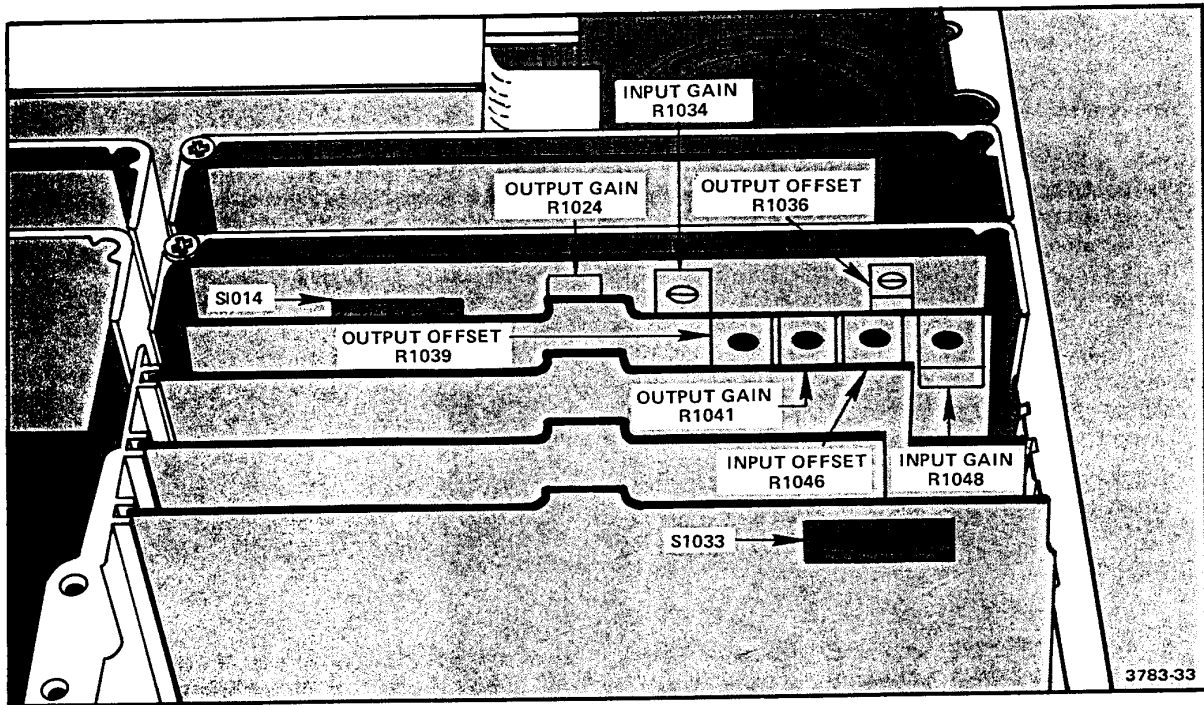 INPUT GAIN
R1034
OUTPUT GAIN
R1024
OUTPUT OFFSET
R1036
SI014
OUTPUT OFFSET
R1039
OUTPUT GAIN
R1041
INPUT OFFSET
R1046
INPUT GAIN
R1048
S1033
3783-33